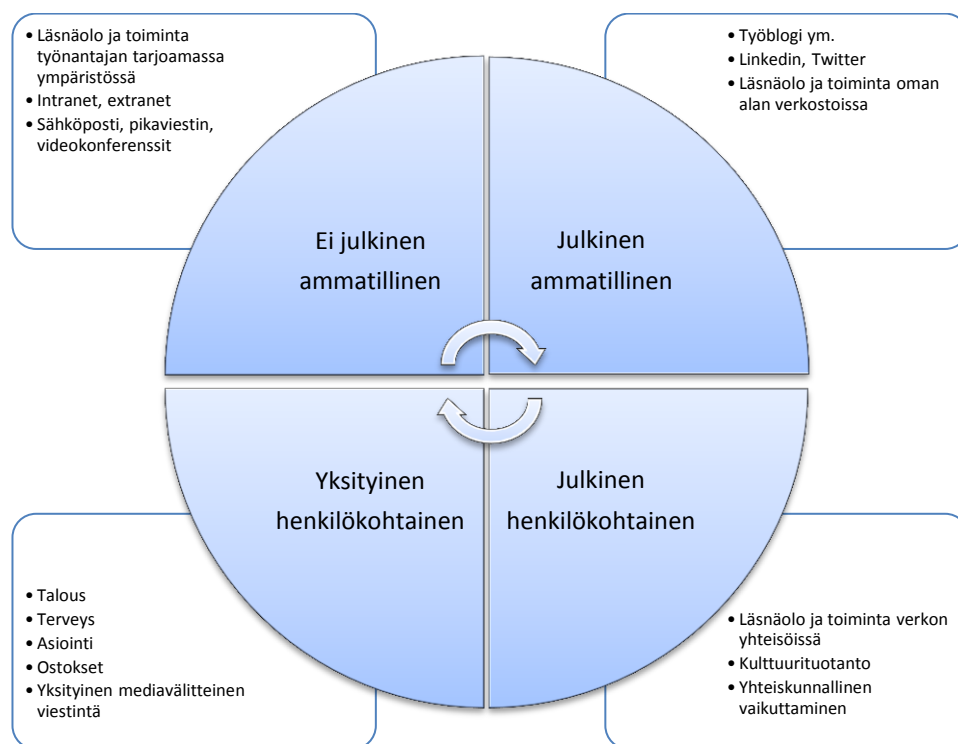 • Läsnäolo ja toiminta
työnantajan tarjoamassa
ympäristössä
• Intranet, extranet
• Sähköposti, pikaviestin,
videokonferenssit
• Työblogi ym.
• Linkedin, Twitter
• Läsnäolo ja toiminta oman
alan verkostoissa
Ei julkinen
ammatillinen
Julkinen
ammatillinen
Yksityinen
henkilökohtainen
Julkinen
henkilökohtainen
• Talous
• Terveys
• Asiointi
• Ostokset
• Yksityinen mediavälitteinen
viestintä
• Läsnäolo ja toiminta verkon
yhteisöissä
• Kulttuurituotanto
• Yhteiskunnallinen
vaikuttaminen